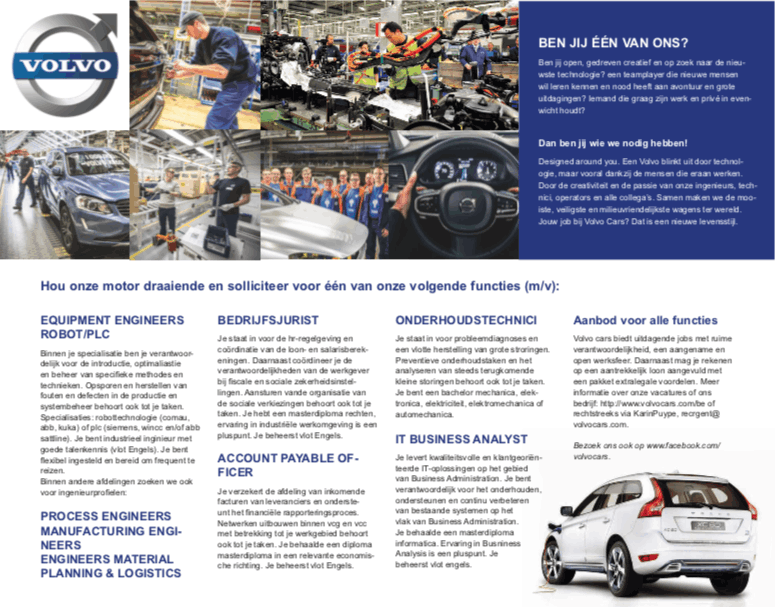 VOLVO
BEN JIJ ÉÉN VAN ONS?
Ben jij open, gedreven creatief en op zoek naar de nieu-
wste technologie? een teamplayer die nieuwe mensen
wil leren kennen en nood heeft aan avontuur en grote
uitdagingen? Iemand die graag zijn werk en privé in even-
wicht houdt?
Dan ben jij wie we nodig hebben!
Designed around you. Een Volvo blinkt uit door technol-
ogie, maar vooral dankzij de mensen die eraan werken.
Door de creativiteit en de passie van onze ingenieurs, tech-
nici, operators en alle collega's. Samen maken we de moo-
iste, veiligste en milieuvriendelijkste wagens ter wereld.
Jouw job bij Volvo Cars? Dat is een nieuwe levensstijl.
Hou onze motor draaiende en solliciteer voor één van onze volgende functies (m/v):
EQUIPMENT ENGINEERS
ROBOT/PLC
Binnen je specialisatie ben je verantwoor-
delijk voor de introductie, optimaliastie
en beheer van specifieke methodes en
technieken. Opsporen en herstellen van
fouten en defecten in de productie en
systembeheer behoort ook tot je taken.
Specialisaties: robottechnologie (comau,
abb, kuka) of plc (siemens, wincc en/of abb
sattline). Je bent industrieel inginieur met
goede talenkennis (vlot Engels). Je bent
flexibel ingesteld en bereid om frequent te
reizen.
Binnen andere afdelingen zoeken we ook
voor ingenieurprofielen:
PROCESS ENGINEERS
MANUFACTURING ENGI-
NEERS
ENGINEERS MATERIAL
PLANNING & LOGISTICS
BEDRIJFSJURIST
Je staat in voor de hr-regelgeving en
coördinatie van de loon- en salarisberek-
eningen. Daarnaast coördineer je de
verantwoordelijkheden van de werkgever
bij fiscale en sociale zekerheidsinstel-
lingen. Aansturen vande organisatie van
de sociale verkiezingen behoort ook tot je
taken. Je hebt een masterdiploma rechten,
ervaring in industriële werkomgeving is een
pluspunt. Je beheerst vlot Engels.
ACCOUNT PAYABLE OF-
FICER
Je verzekert de afdeling van inkomende
facturen van leveranciers en onderste-
unt het financiële rapporteringsproces.
Netwerken uitbouwen binnen vcg en vcc
met betrekking tot je werkgebied behoort
ook tot je taken. Je behaalde een diploma
masterdiploma in een relevante economis-
che richting. Je beheerst vlot Engels.
ONDERHOUDSTECHNICI
Je staat in voor probleemdiagnoses en
een vlotte herstelling van grote stroringen.
Preventieve onderhoudstaken en het
analyseren van steeds terugkomende
kleine storingen behoort ook tot je taken.
Je bent een bachelor mechanica, elek-
tronica, elektriciteit, elektromechanica of
automechanica.
IT BUSINESS ANALYST
Je levert kwaliteitsvolle en klantgeoriën-
teerde IT-oplossingen op het gebied
van Business Administration. Je bent
verantwoordelijk voor het onderhouden,
ondersteunen en continu verbeteren
van bestaande systemen op het
vlak van Business Administration.
Je behaalde een masterdiploma
informatica. Ervaring in Busniness
Analysis is een pluspunt. Je
beheerst vlot engels.
Aanbod voor alle functies
Volvo cars biedt uitdagende jobs met ruime
verantwoordelijkheid, een aangename en
open werksfeer. Daarnaast mag je rekenen
op een aantrekkelijk loon aangevuld met
een pakket extralegale voordelen. Meer
informatie over onze vacatures of ons
bedrijf: http://www.volvocars.com/be of
rechtstreeks via KarinPuype, recrgent@
volvocars.com.
Bezoek ons ook op www.facebook.com/
volvocars.